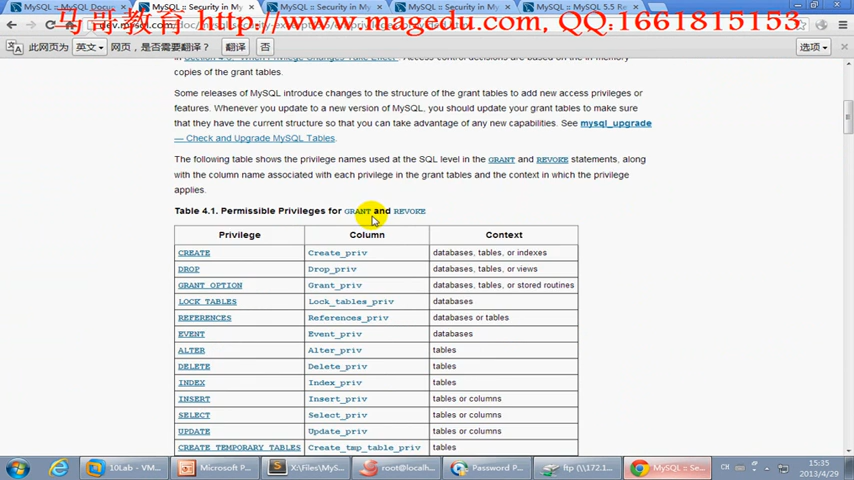 MySQL :: MySQL Docu
MySQL :: Security in My
MySQL :: Security in My
MySQL :: Security in My
MySQL :: MySQL 5.5 Re
马哥教育 http://www.magedu.com, QQ:1661815153
此网页为 英文 网页，是否需要翻译？ 翻译 否 选项
copies of the grant tables.
Some releases of MySQL introduce changes to the structure of the grant tables to add new access privileges or
features. Whenever you update to a new version of MySQL, you should update your grant tables to make sure
that they have the current structure so that you can take advantage of any new capabilities. See mysql_upgrade
— Check and Upgrade MySQL Tables.
The following table shows the privilege names used at the SQL level in the GRANT and REVOKE statements, along
with the column name associated with each privilege in the grant tables and the context in which the privilege
applies.
Table 4.1. Permissible Privileges for GRANT and REVOKE
Privilege Column Context
CREATE Create_priv databases, tables, or indexes
DROP Drop_priv databases, tables, or views
GRANT OPTION Grant_priv databases, tables, or stored routines
LOCK TABLES Lock_tables_priv databases
REFERENCES References_priv databases or tables
EVENT Event_priv databases
ALTER Alter_priv tables
DELETE Delete_priv tables
INDEX Index_priv tables
INSERT Insert_priv tables or columns
SELECT Select_priv tables or columns
UPDATE Update_priv tables or columns
CREATE TEMPORARY TABLES Create_tmp_table_priv tables
10Lab - VM...
Microsoft P...
X:\Files\MyS...
root@localh...
Password P...
ftp (\\172.1...
MySQL :: Se...
CH
15:35
2013/4/29